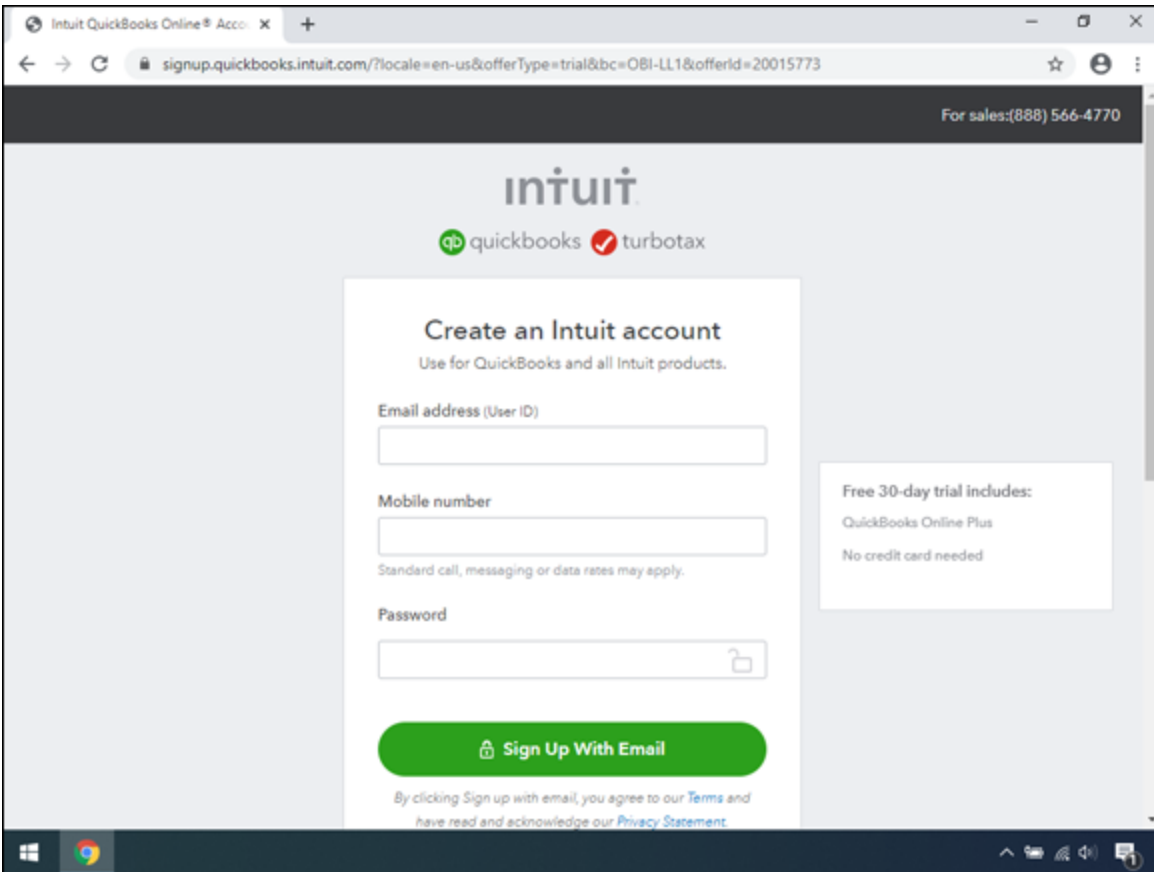 Intuit QuickBooks Online® Acco
signup.quickbooks.intuit.com/?locale=en-us&offerType=trial&bc=OBI-LL1&offerId=20015773
For sales:(888) 566-4770
intuit.
qb quickbooks turbotax
Create an Intuit account
Use for QuickBooks and all Intuit products.
Email address (User ID)
Mobile number
Standard call, messaging or data rates may apply.
Password
Sign Up With Email
By clicking Sign up with email, you agree to our Terms and
have read and acknowledge our Privacy Statement.
Free 30-day trial includes:
QuickBooks Online Plus
No credit card needed
1